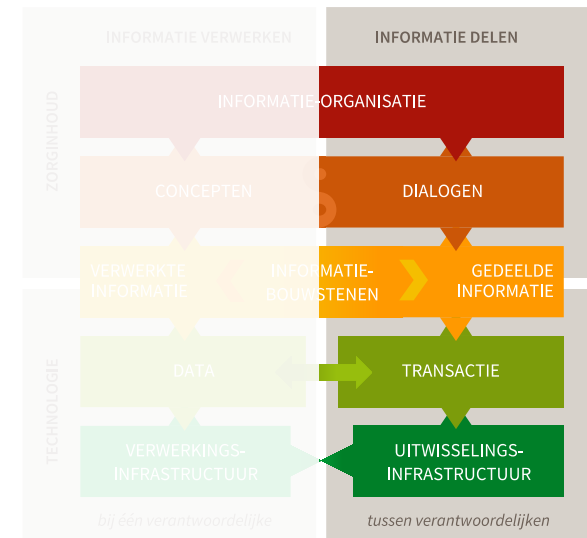 INFORMATIE VERWERKEN
INFORMATIE DELEN
ZORGINHOUD
INFORMATIE-ORGANISATIE
CONCEPTEN
DIALOGEN
VERWERKTE
INFORMATIE
INFORMATIE-
BOUWSTENEN
GEDEELDE
INFORMATIE
TECHNOLOGIE
DATA
TRANSACTIE
VERWERKINGS-
INFRASTRUCTUUR
UITWISSELINGS-
INFRASTRUCTUUR
bij één verantwoordelijke
tussen verantwoordelijken